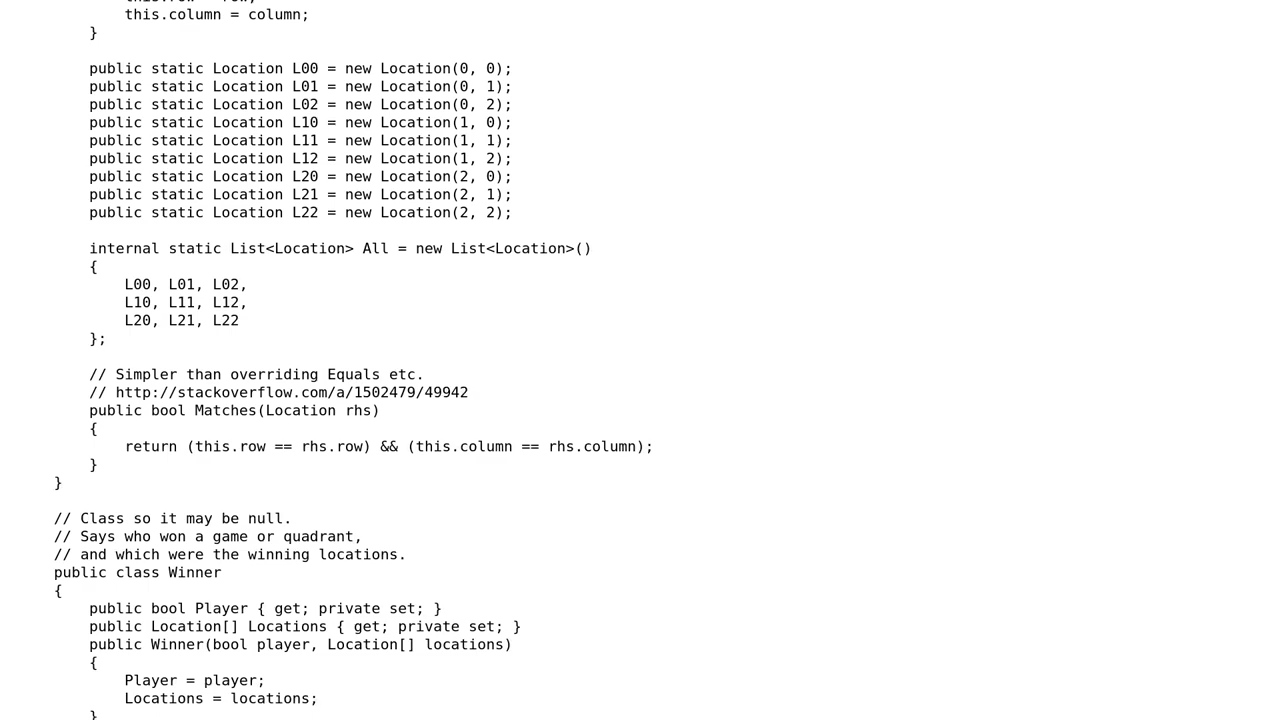 this.row = row;
this.column = column;
}
public static Location L00 = new Location(0, 0);
public static Location L01 = new Location(0, 1);
public static Location L02 = new Location(0, 2);
public static Location L10 = new Location(1, 0);
public static Location L11 = new Location(1, 1);
public static Location L12 = new Location(1, 2);
public static Location L20 = new Location(2, 0);
public static Location L21 = new Location(2, 1);
public static Location L22 = new Location(2, 2);
internal static List<Location> All = new List<Location>()
{
L00, L01, L02,
L10, L11, L12,
L20, L21, L22
};
// Simpler than overriding Equals etc.
// http://stackoverflow.com/a/1502479/49942
public bool Matches(Location rhs)
{
return (this.row == rhs.row) && (this.column == rhs.column);
}
}
// Class so it may be null.
// Says who won a game or quadrant,
// and which were the winning locations.
public class Winner
{
public bool Player { get; private set; }
public Location[] Locations { get; private set; }
public Winner(bool player, Location[] locations)
{
Player = player;
Locations = locations;
}